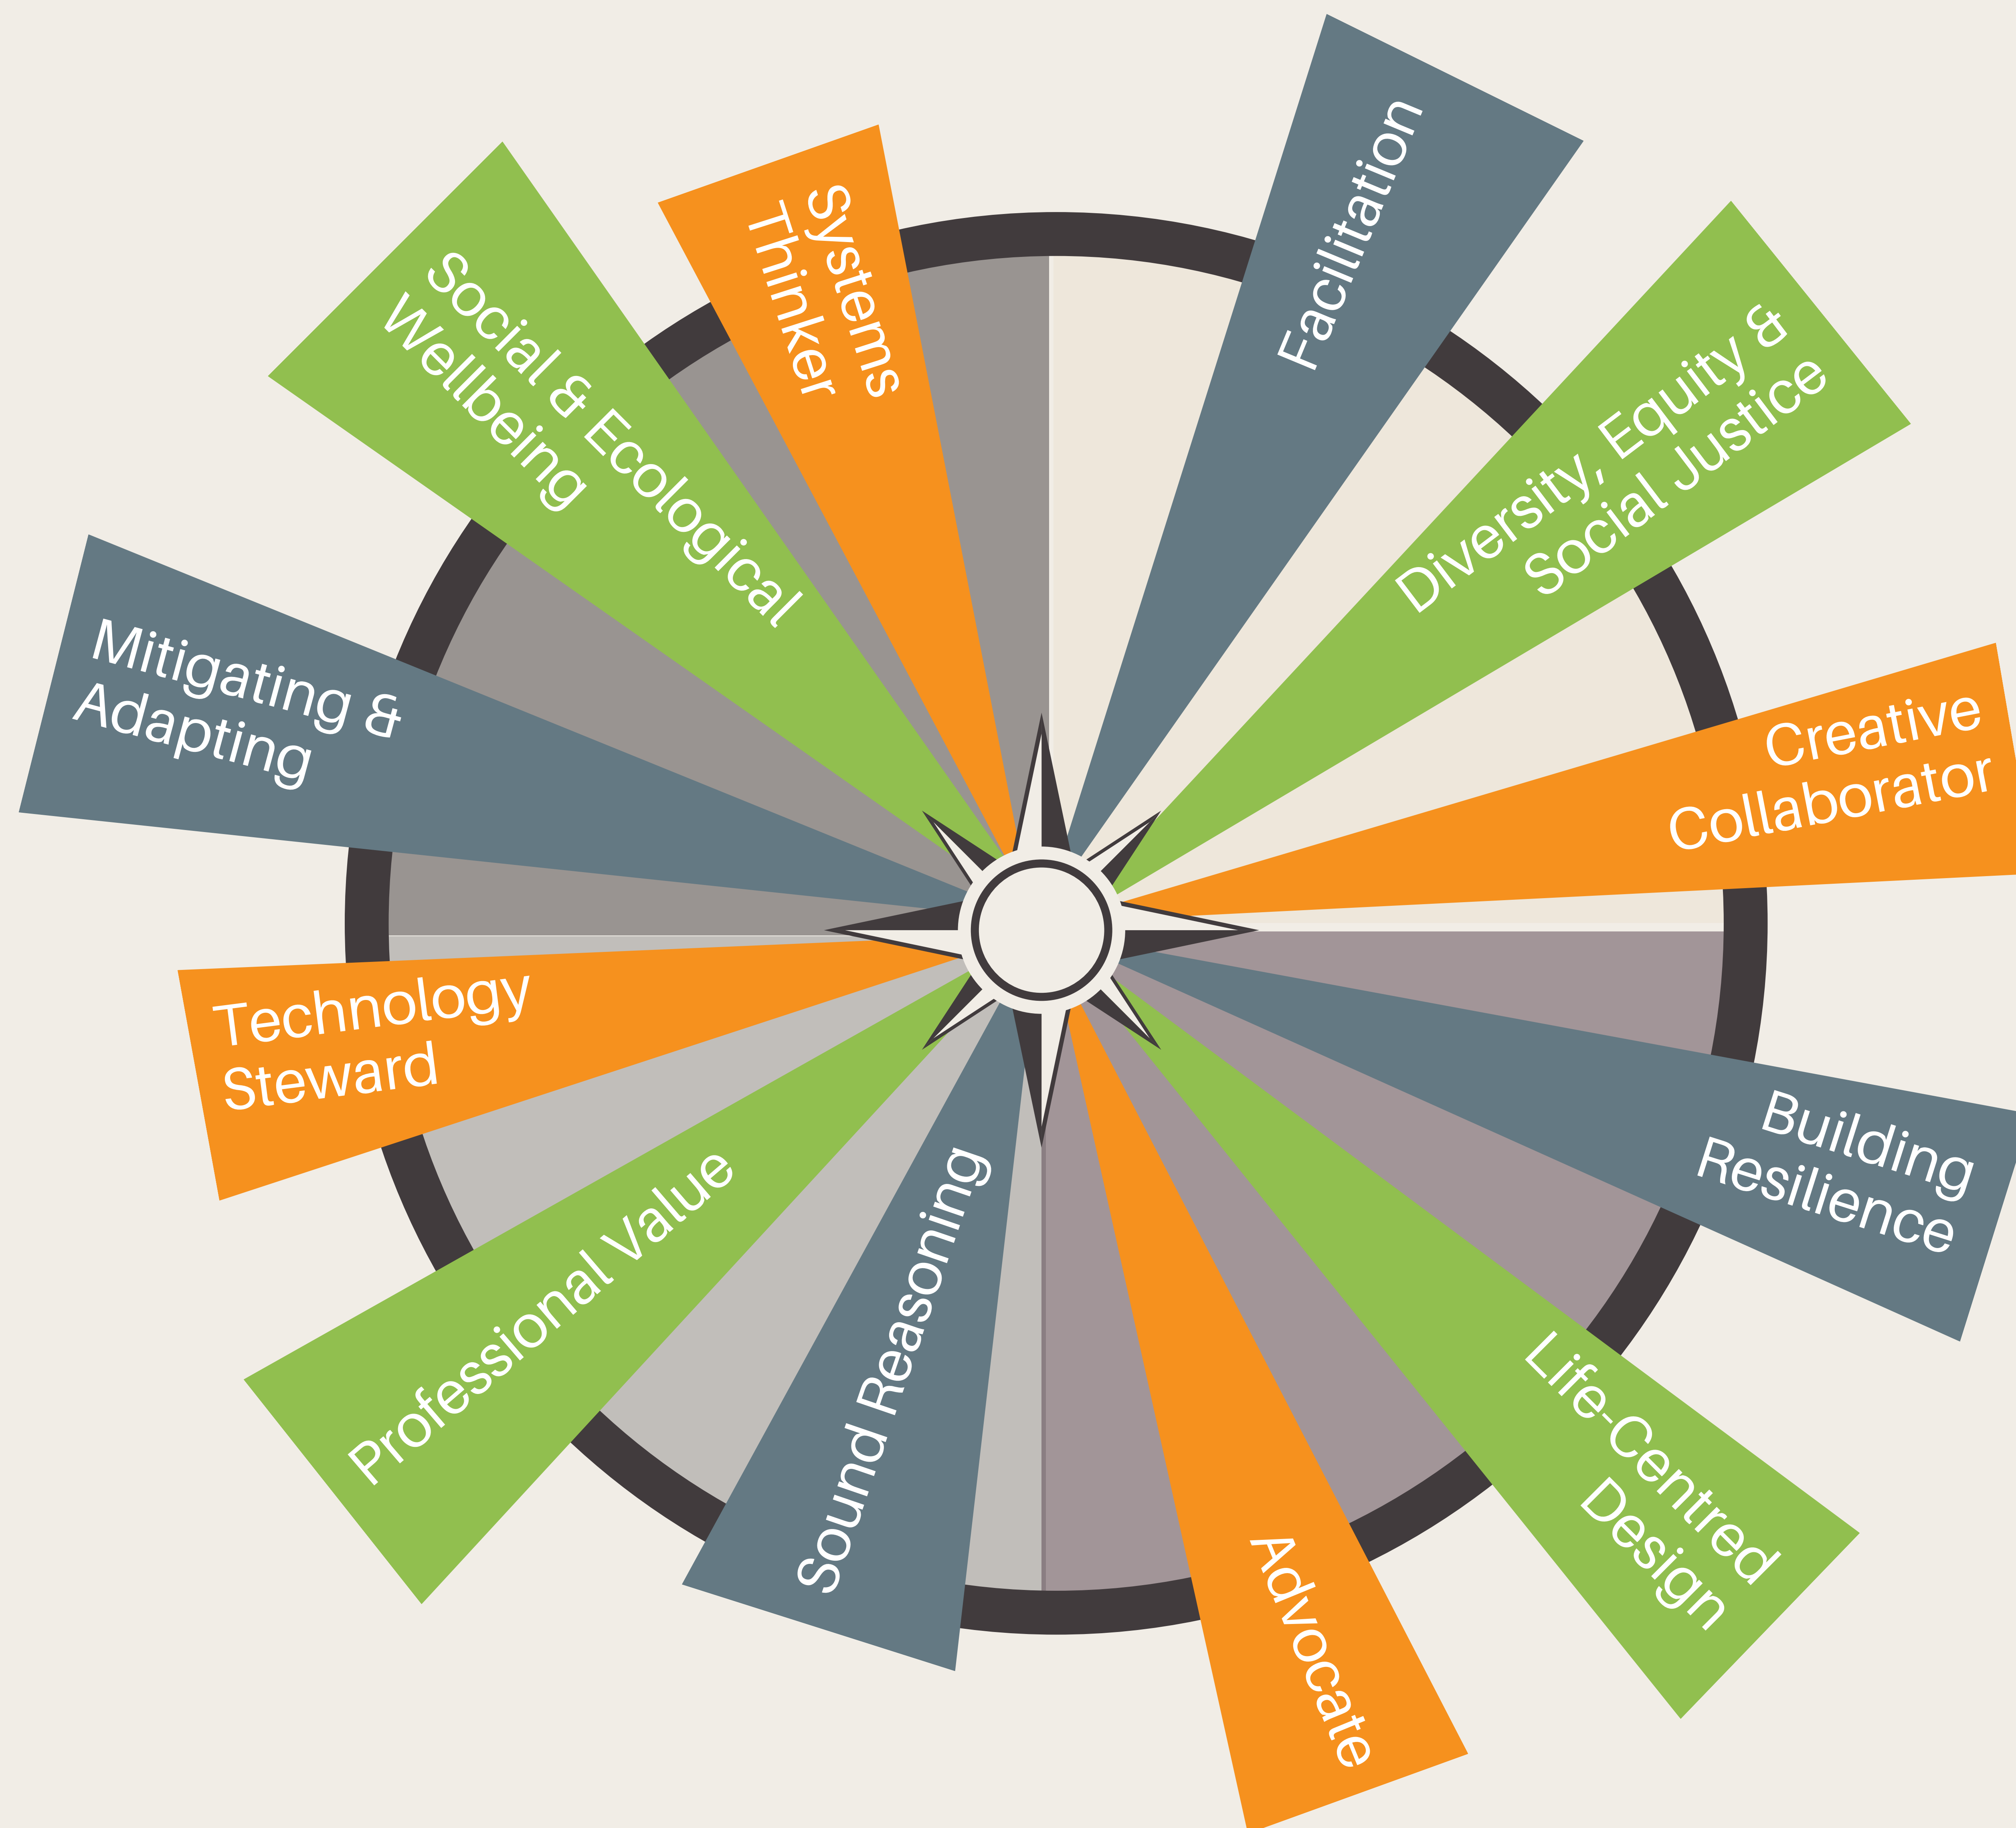 Facilitation
Diversity, Equity &
Social Justice
Creative
Collaborator
Building
Resilience
Life-Centred
Design
Advocate
Sound Reasoning
Professional Value
Technology
Steward
Mitigating &
Adapting
Social & Ecological
Wellbeing
Systems
Thinker